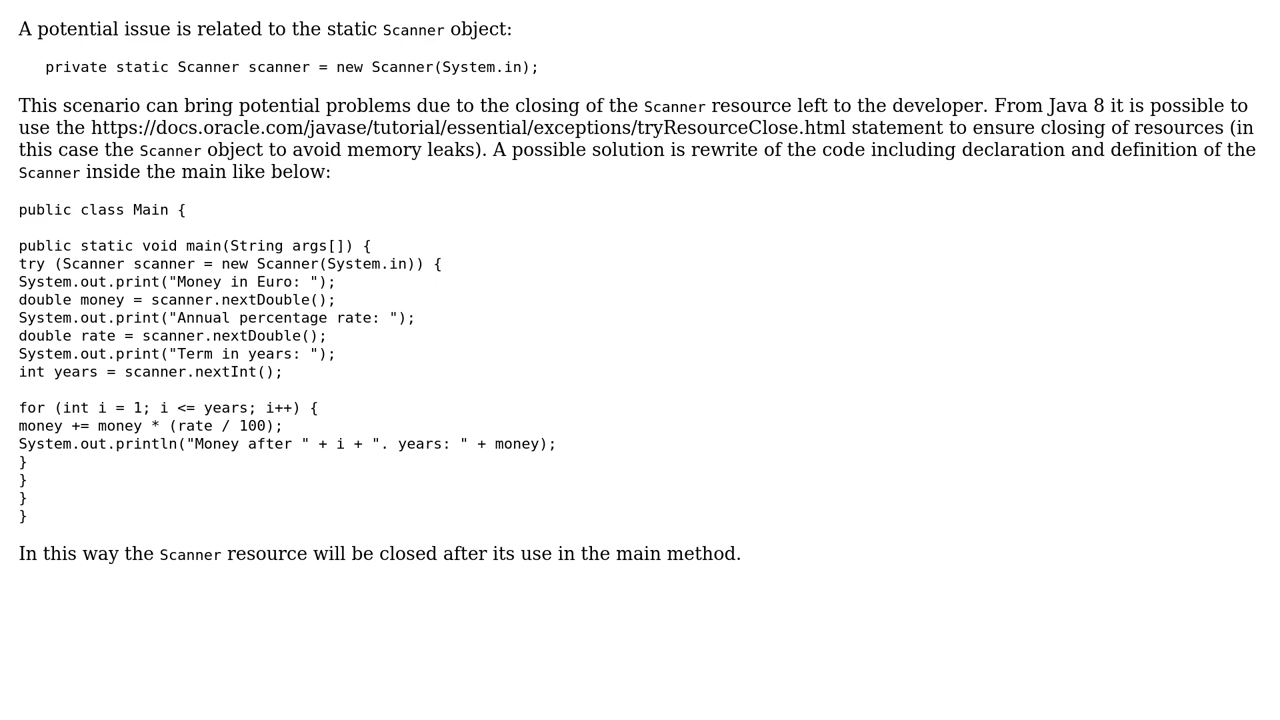 A potential issue is related to the static Scanner object:
private static Scanner scanner = new Scanner(System.in);
This scenario can bring potential problems due to the closing of the Scanner resource left to the developer. From Java 8 it is possible to
use the https://docs.oracle.com/javase/tutorial/essential/exceptions/tryResourceClose.html statement to ensure closing of resources (in
this case the Scanner object to avoid memory leaks). A possible solution is rewrite of the code including declaration and definition of the
Scanner inside the main like below:
public class Main {
public static void main(String args[]) {
try (Scanner scanner = new Scanner(System.in)) {
System.out.print("Money in Euro: ");
double money = scanner.nextDouble();
System.out.print("Annual percentage rate: ");
double rate = scanner.nextDouble();
System.out.print("Term in years: ");
int years = scanner.nextInt();
for (int i = 1; i <= years; i++) {
money += money * (rate / 100);
System.out.println("Money after " + i + ". years: " + money);
}
}
}
}
In this way the Scanner resource will be closed after its use in the main method.